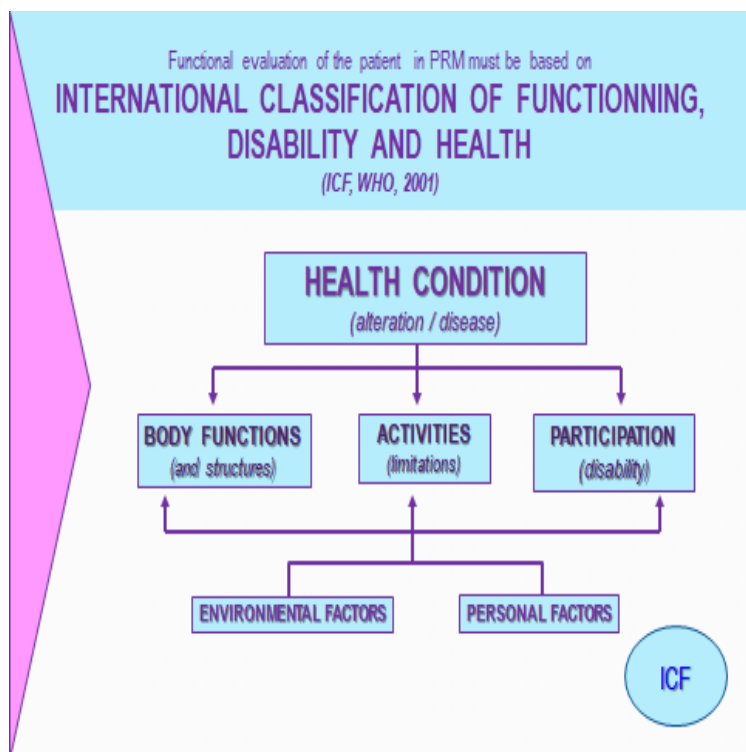 Functional evaluation of the patient in PRM must be based on
INTERNATIONAL CLASSIFICATION OF FUNCTIONNING,
DISABILITY AND HEALTH
(ICF, WHO, 2001)
HEALTH CONDITION
(alteration / disease)
BODY FUNCTIONS
(and structures)
ACTIVITIES
(limitations)
PARTICIPATION
(disability)
ENVIRONMENTAL FACTORS
PERSONAL FACTORS
ICF